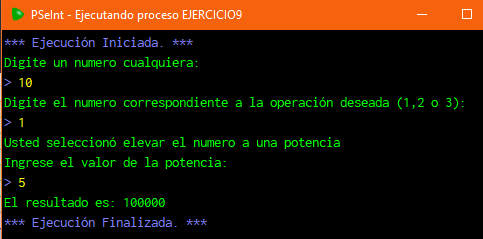 PSeInt - Ejecutando proceso EJERCICIO9
*** Ejecución Iniciada. ***
Digite un numero cualquiera:
> 10
Digite el numero correspondiente a la operación deseada (1,2 o 3):
> 1
Usted seleccionó elevar el numero a una potencia
Ingrese el valor de la potencia:
> 5
El resultado es: 100000
*** Ejecución Finalizada. ***